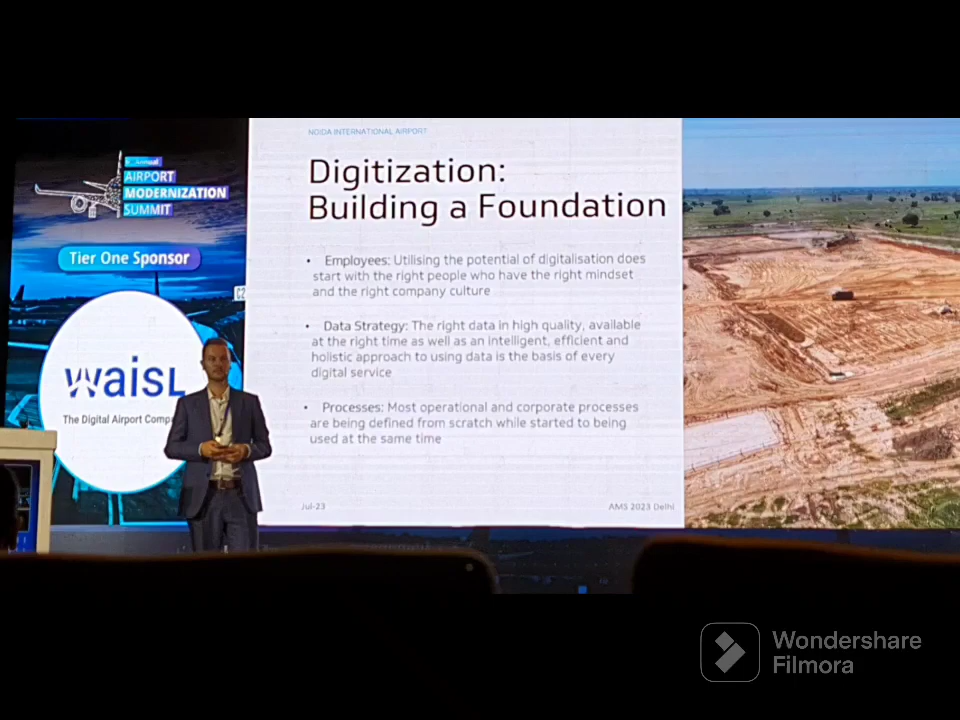 NOIDA INTERNATIONAL AIRPORT
Digitization:
Building a Foundation
• Employees: Utilising the potential of digitalisation does
start with the right people who have the right mindset
and the right company culture
• Data Strategy: The right data in high quality, available
at the right time as well as an intelligent, efficient and
holistic approach to using data is the basis of every
digital service
• Processes: Most operational and corporate processes
are being defined from scratch while started to being
used at the same time
Jul-23
AMS 2023 Delhi
AIRPORT
MODERNIZATION
SUMMIT
Tier One Sponsor
waisl
The Digital Airport
Wondershare
Filmora